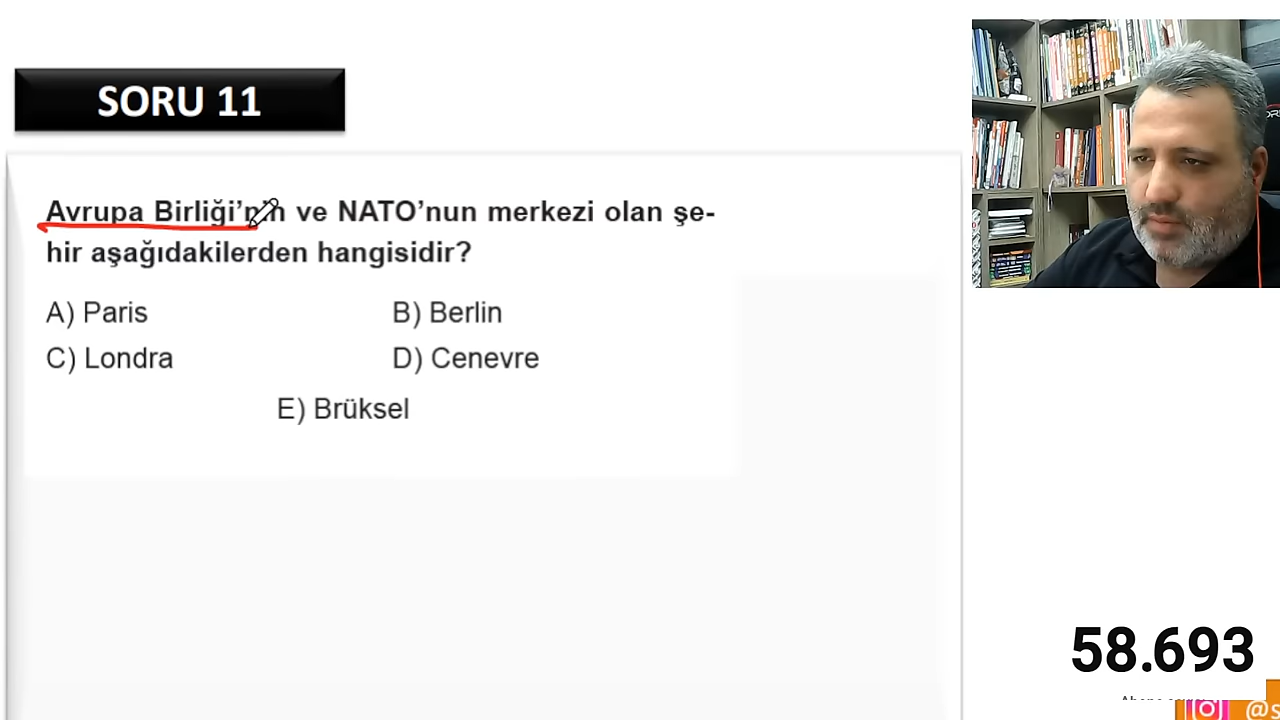 SORU 11
Avrupa Birliği'nin ve NATO'nun merkezi olan şe-
hir aşağıdakilerden hangisidir?
A) Paris
B) Berlin
C) Londra
D) Cenevre
E) Brüksel
58.693
@s